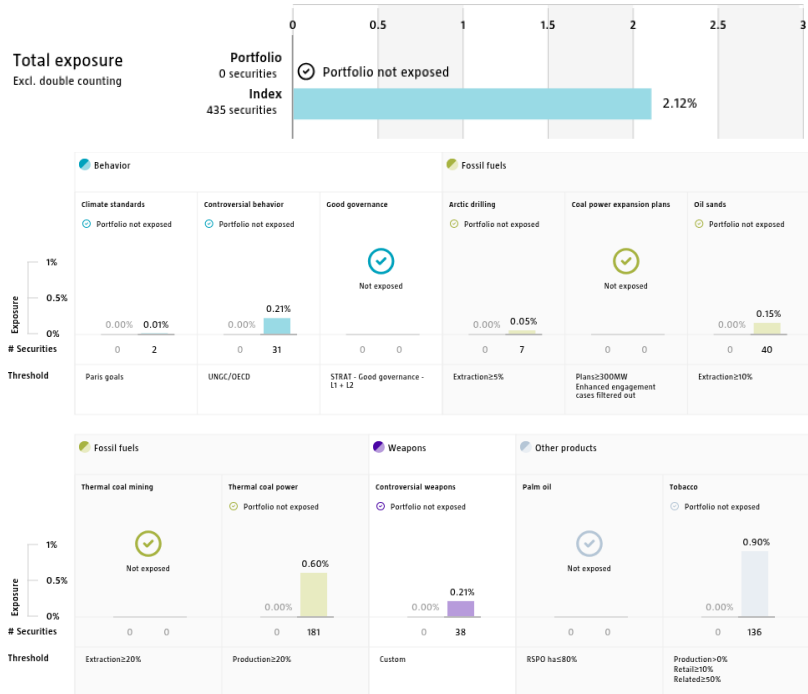 0 0.5 1 1.5 2 2.5 3
Total exposure
Excl. double counting
Portfolio
0 securities
Portfolio not exposed
Index
435 securities
2.12%
Behavior Fossil fuels
Climate standards Controversial behavior Good governance Arctic drilling Coal power expansion plans Oil sands
Portfolio not exposed Portfolio not exposed Portfolio not exposed Portfolio not exposed
Not exposed Not exposed
Exposure
1%
0.5%
0%
0.00% 0.01% 0.00% 0.21% 0.00% 0.05% 0.00% 0.15%
# Securities 0 2 0 31 0 0 0 7 0 0 0 40
Threshold Paris goals UNGC/OECD STRAT - Good governance - Extraction≥5% Plans≥300MW Extraction≥10%
L1 + L2 Enhanced engagement
cases filtered out
Fossil fuels Weapons Other products
Thermal coal mining Thermal coal power Controversial weapons Palm oil Tobacco
Portfolio not exposed Portfolio not exposed Portfolio not exposed
Not exposed Not exposed
Exposure
1%
0.5%
0%
0.00% 0.60% 0.00% 0.21% 0.00% 0.90%
# Securities 0 0 0 181 0 38 0 0 0 136
Threshold Extraction≥20% Production≥20% Custom RSPO ha≤80% Production>0%
Retail≥10%
Related≥50%